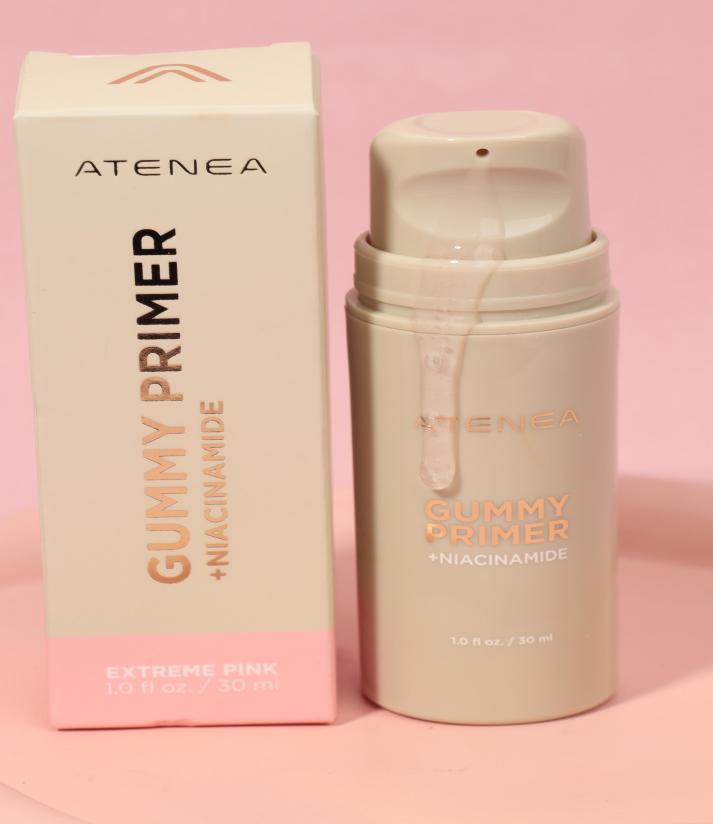 ATENEA
GUMMY PRIMER
+NIACINAMIDE
EXTREME PINK
1.0 fl oz. / 30 ml
ATENEA
GUMMY
PRIMER
+NIACINAMIDE
1.0 fl oz. / 30 ml